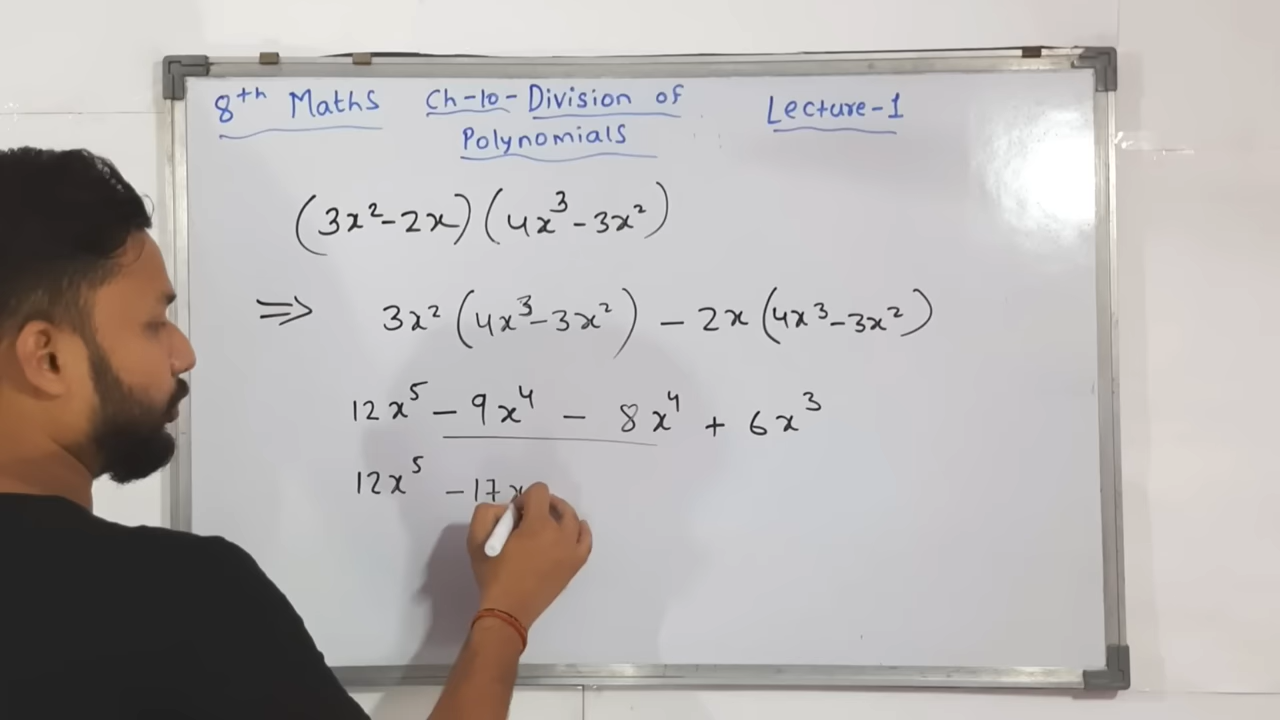 8th Maths Ch-10-Division of Polynomials Lecture-1
(3x²-2x)(4x³-3x²)
⇒ 3x²(4x³-3x²) - 2x(4x³-3x²)
12x⁵ - 9x⁴ - 8x⁴ + 6x³
12x⁵ - 17x